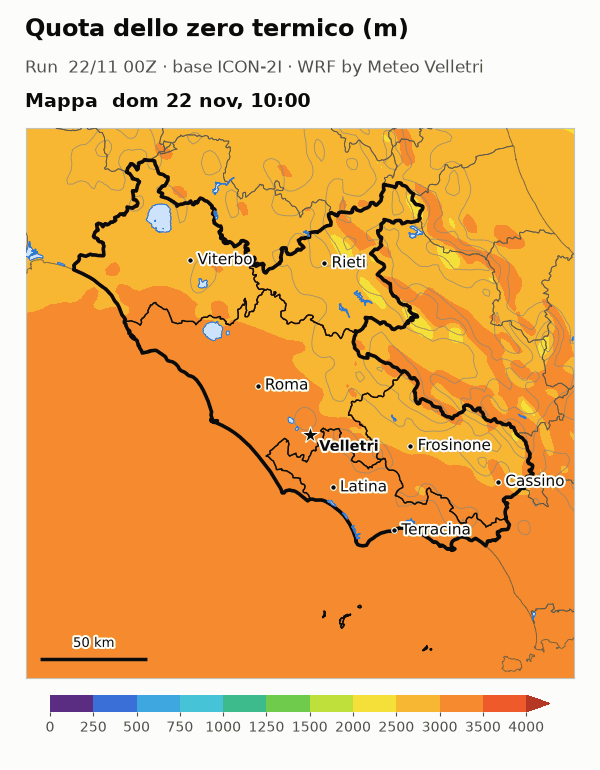 Quota dello zero termico (m)
Run  22/11 00Z · base ICON-2I · WRF by Meteo Velletri
Mappa  dom 22 nov, 10:00
Viterbo
Rieti
Roma
Velletri
Frosinone
Latina
Cassino
Terracina
50 km
0 250 500 750 1000 1250 1500 2000 2500 3000 3500 4000